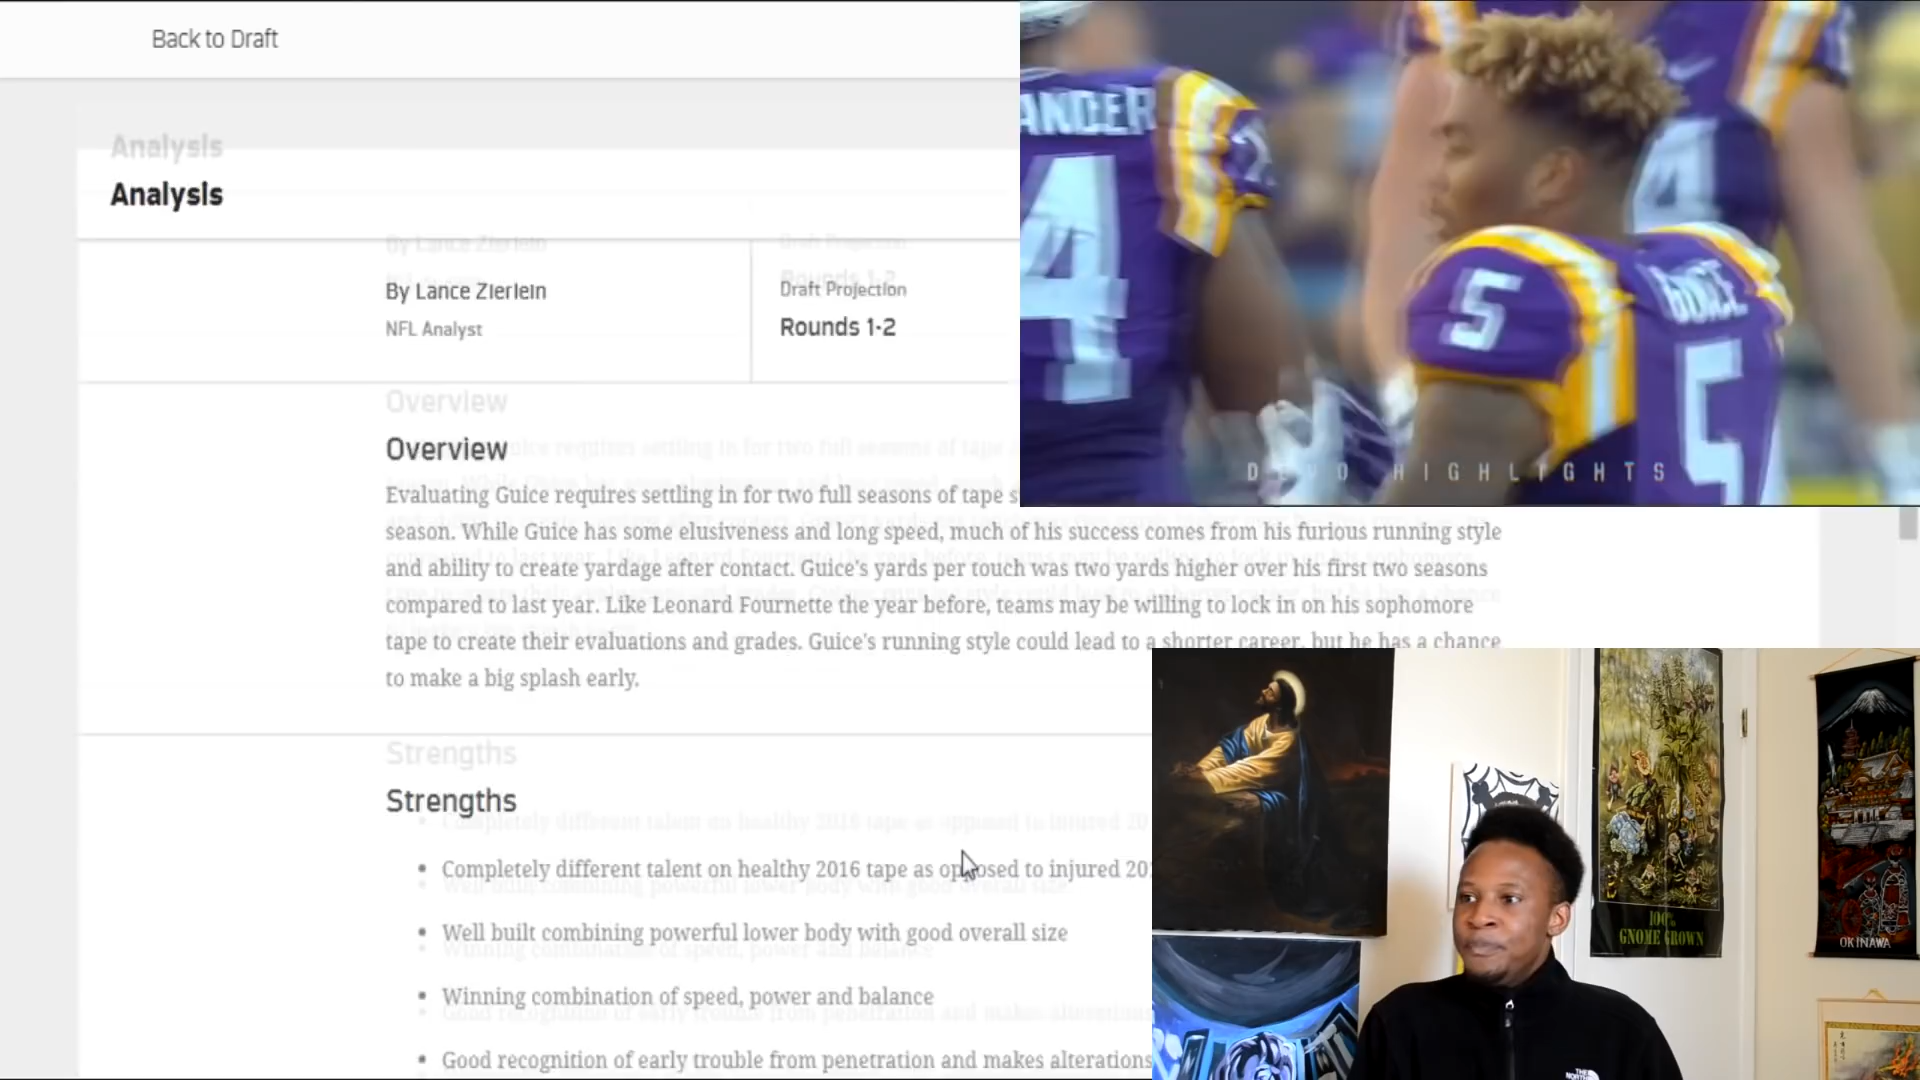 Back to Draft
Analysis
Analysis
By Lance Zierlein
NFL Analyst
Draft Projection
Rounds 1-2
Overview
Overview
Evaluating Guice requires settling in for two full seasons of tape s
season. While Guice has some elusiveness and long speed, much of his success comes from his furious running style
and ability to create yardage after contact. Guice's yards per touch was two yards higher over his first two seasons
compared to last year. Like Leonard Fournette the year before, teams may be willing to lock in on his sophomore
tape to create their evaluations and grades. Guice's running style could lead to a shorter career, but he has a chance
to make a big splash early.
Strengths
Strengths
• Completely different talent on healthy 2016 tape as opposed to injured 20
• Well built combining powerful lower body with good overall size
• Winning combination of speed, power and balance
• Good recognition of early trouble from penetration and makes alterations
ANDER
4
4
5
GUICE
5
DEVO HIGHLIGHTS
100%
GNOME GROWN
OKINAWA
THE
NORTH